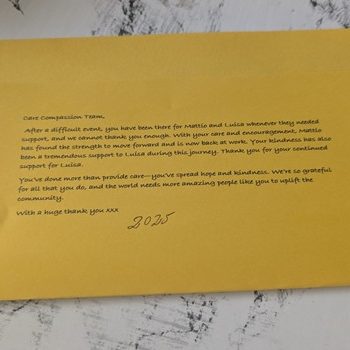 Care Compassion Team,
After a difficult event, you have been there for Mattio and Luisa whenever they needed
support, and we cannot thank you enough. With your care and encouragement, Mattio
has found the strength to move forward and is now back at work. Your kindness has also
been a tremendous support to Luisa during this journey. Thank you for your continued
support for Luisa.
You've done more than provide care—you've spread hope and kindness. We're so grateful
for all that you do, and the world needs more amazing people like you to uplift the
community.
With a huge thank you xxx
2025